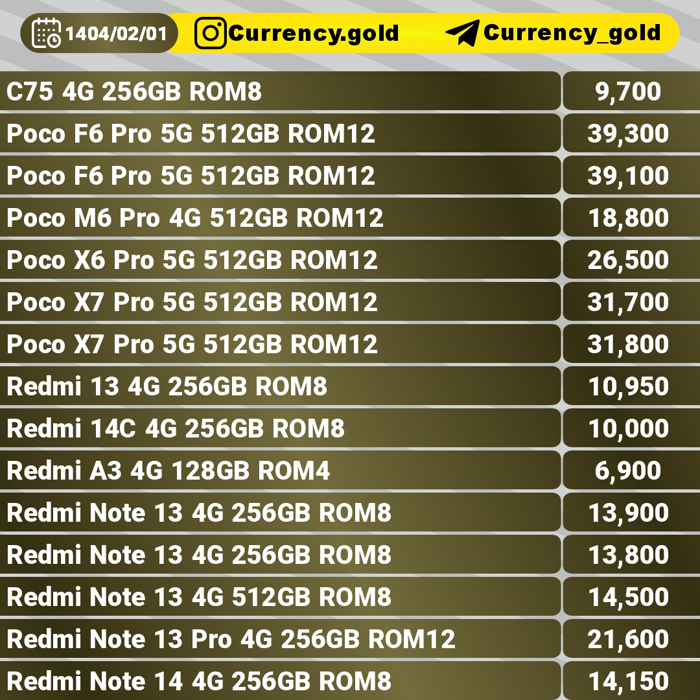 1404/02/01 Currency.gold Currency_gold
C75 4G 256GB ROM8 9,700
Poco F6 Pro 5G 512GB ROM12 39,300
Poco F6 Pro 5G 512GB ROM12 39,100
Poco M6 Pro 4G 512GB ROM12 18,800
Poco X6 Pro 5G 512GB ROM12 26,500
Poco X7 Pro 5G 512GB ROM12 31,700
Poco X7 Pro 5G 512GB ROM12 31,800
Redmi 13 4G 256GB ROM8 10,950
Redmi 14C 4G 256GB ROM8 10,000
Redmi A3 4G 128GB ROM4 6,900
Redmi Note 13 4G 256GB ROM8 13,900
Redmi Note 13 4G 256GB ROM8 13,800
Redmi Note 13 4G 512GB ROM8 14,500
Redmi Note 13 Pro 4G 256GB ROM12 21,600
Redmi Note 14 4G 256GB ROM8 14,150